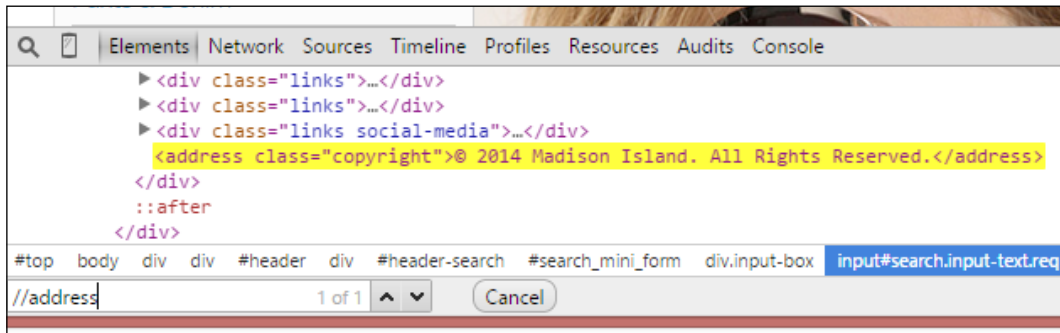 Elements Network Sources Timeline Profiles Resources Audits Console
▶ <div class="links">…</div>
▶ <div class="links">…</div>
▶ <div class="links social-media">…</div>
<address class="copyright">© 2014 Madison Island. All Rights Reserved.</address>
</div>
::after
</div>
#top body div div #header div #header-search #search_mini_form div.input-box input#search.input-text.req
//address 1 of 1 Cancel